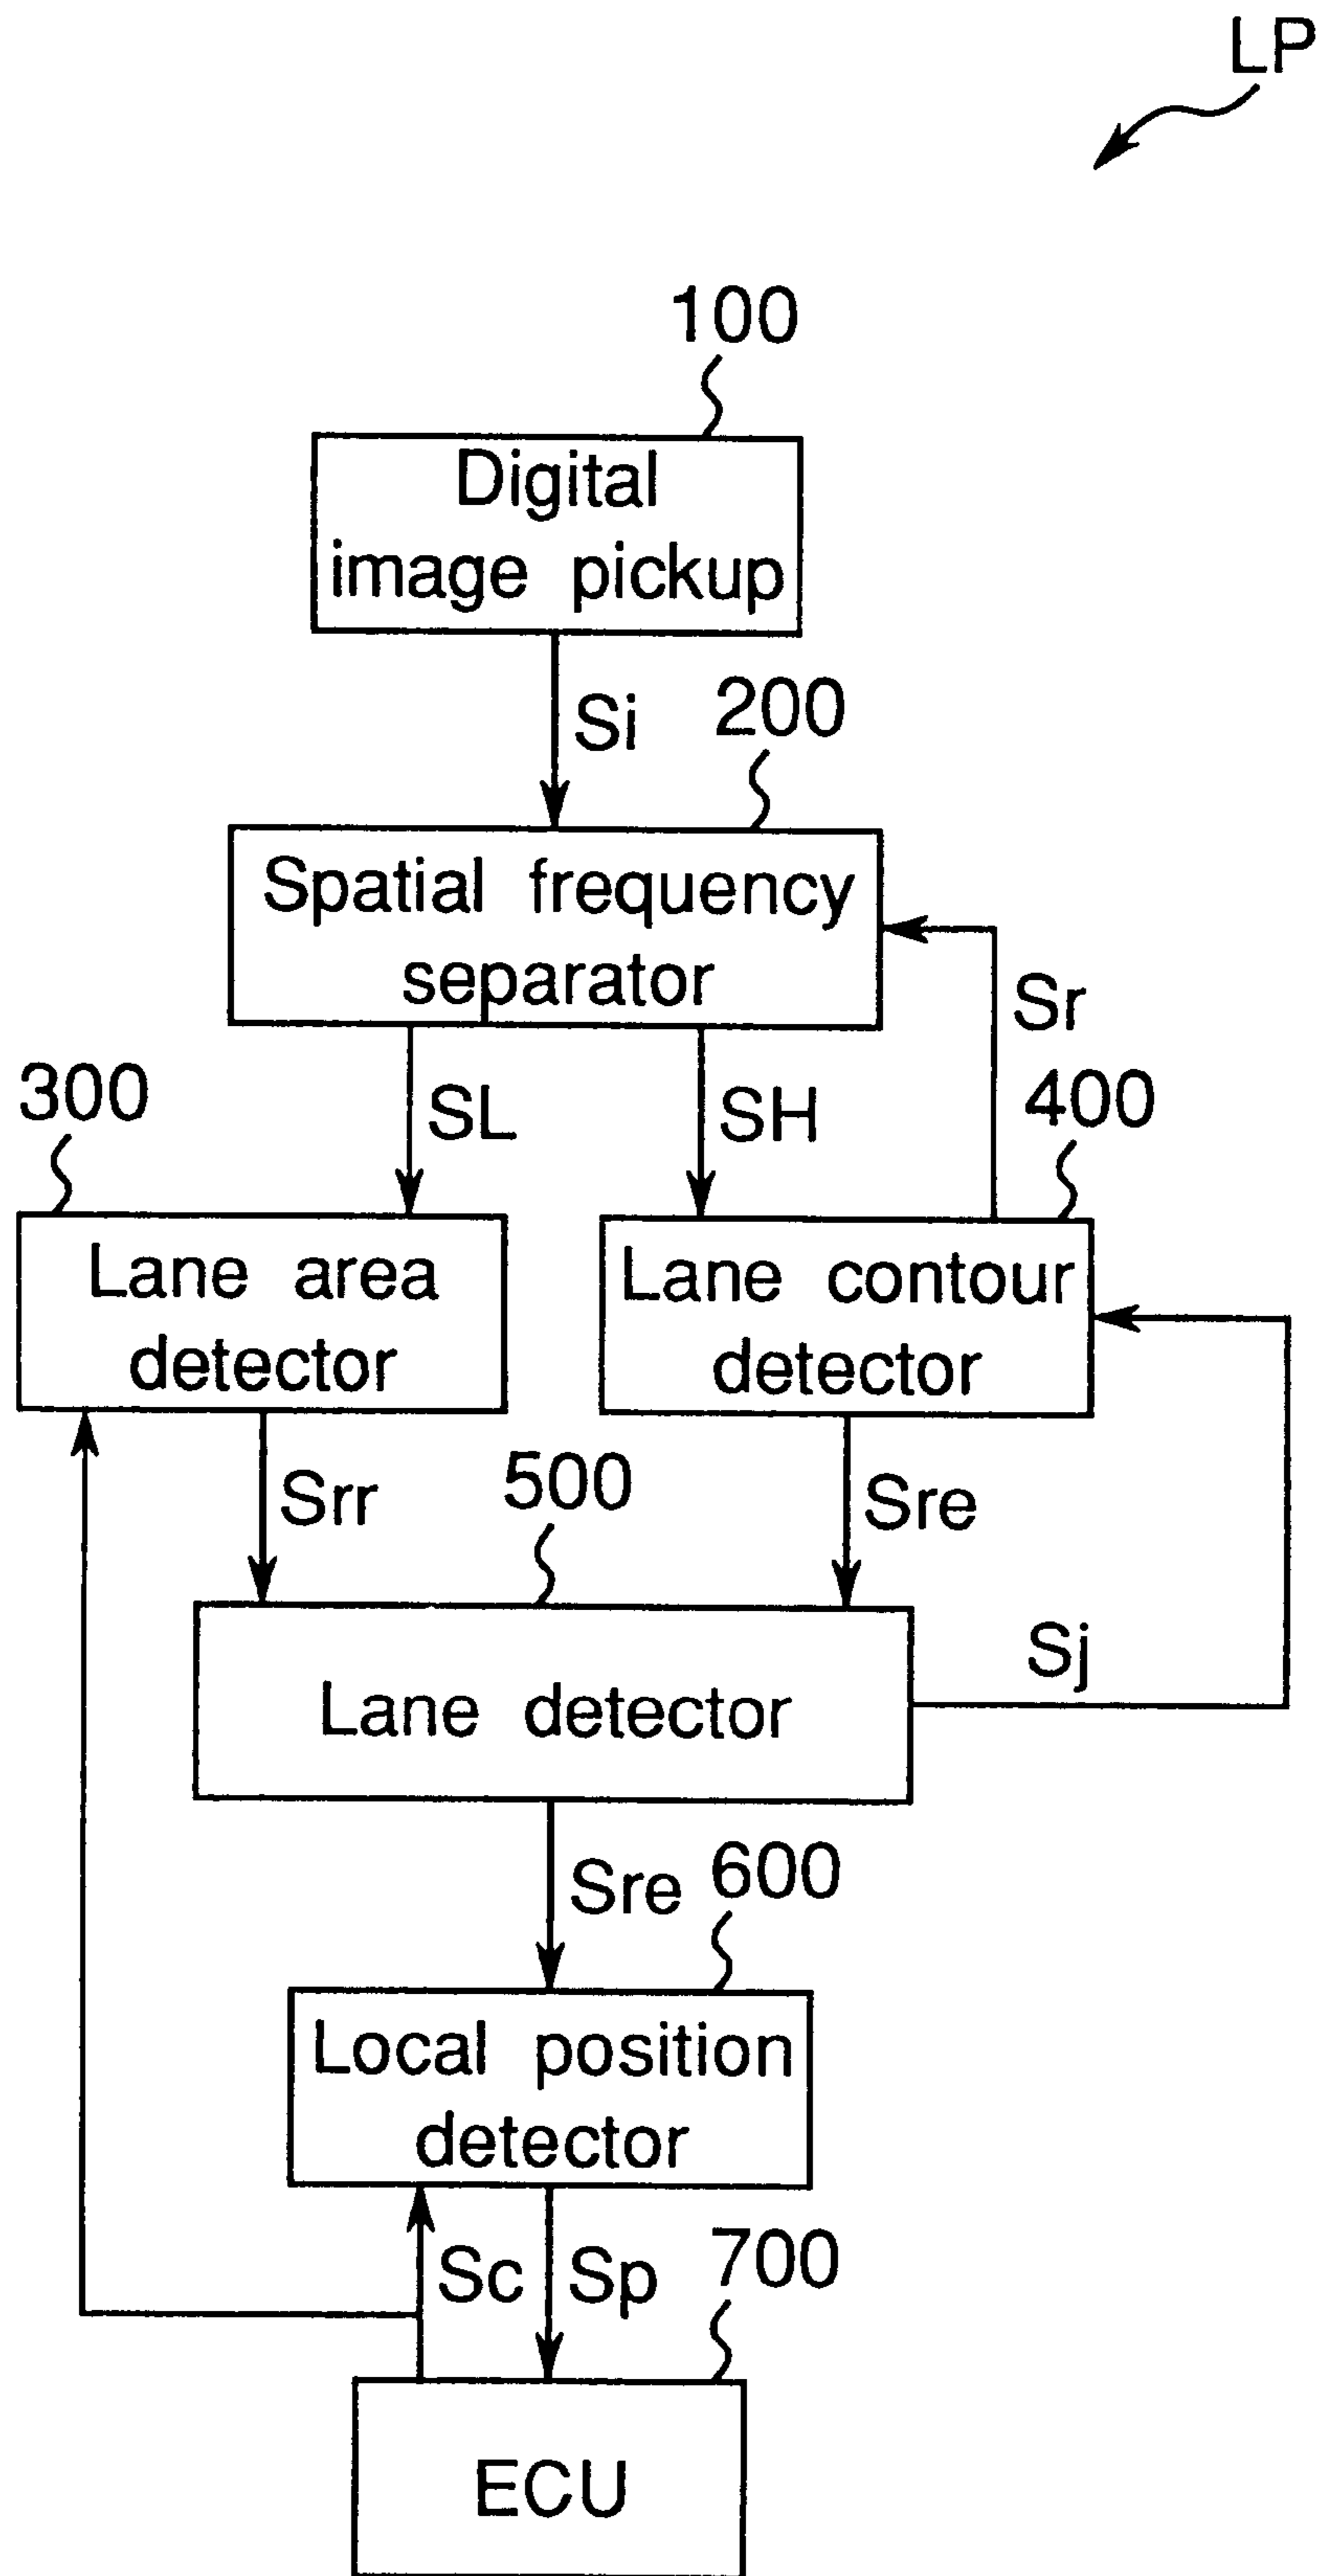 LP
100
Digital
image pickup
Si
200
Spatial frequency
separator
Sr
300
SL
SH
400
Lane area
detector
Lane contour
detector
Srr
500
Sre
Sj
Lane detector
Sre
600
Local position
detector
Sc
Sp
700
ECU